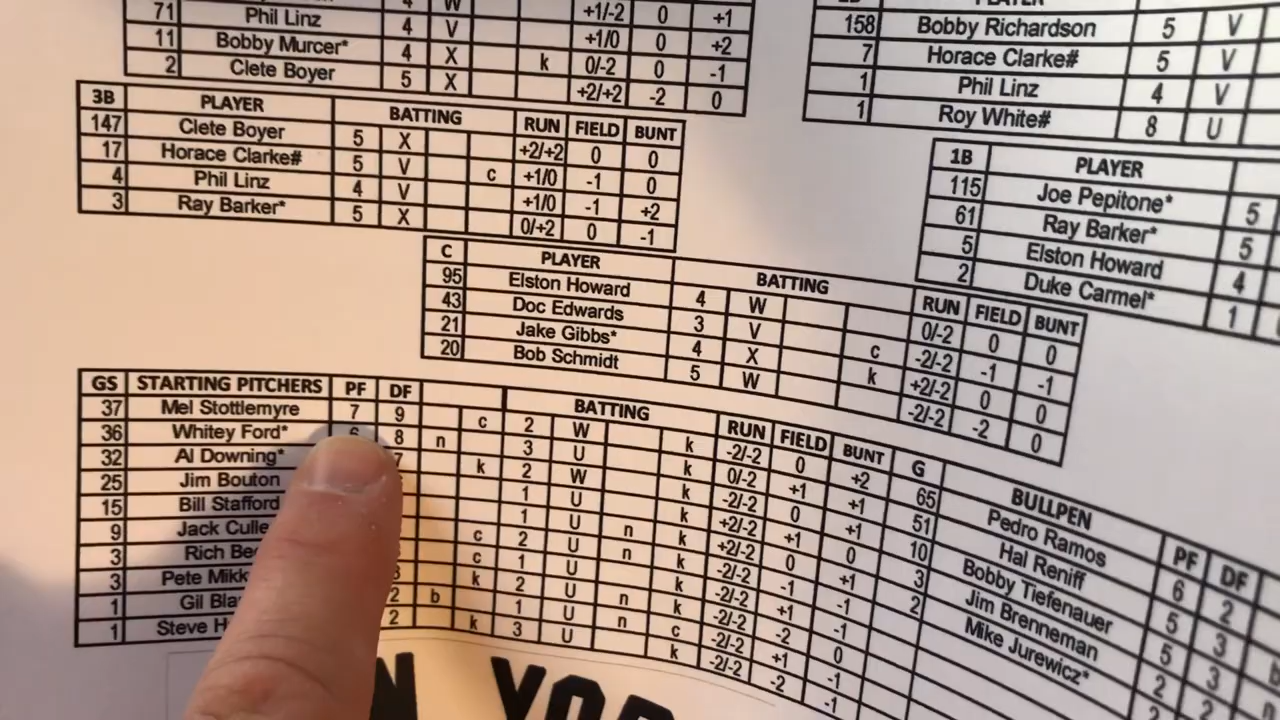 PLAYER
71 Phil Linz 4 V +1/-2 0 +1
11 Bobby Murcer* 4 X +1/0 0 +2
2 Clete Boyer 5 X k 0/-2 0 -1
+2/+2 -2 0
158 Bobby Richardson 5 V
7 Horace Clarke# 5 V
1 Phil Linz 4 V
1 Roy White# 8 U
3B PLAYER BATTING RUN FIELD BUNT
147 Clete Boyer 5 X +2/+2 0 0
17 Horace Clarke# 5 V c +1/0 -1 0
4 Phil Linz 4 V +1/0 -1 +2
3 Ray Barker* 5 X 0/+2 0 -1
1B PLAYER
115 Joe Pepitone* 5
61 Ray Barker* 5
5 Elston Howard 4
2 Duke Carmel* 1
C PLAYER BATTING RUN FIELD BUNT
95 Elston Howard 4 W 0/-2 0 0
43 Doc Edwards 3 V c -2/-2 -1 -1
21 Jake Gibbs* 4 X k +2/-2 0 0
20 Bob Schmidt 5 W -2/-2 -2 0
GS STARTING PITCHERS PF DF BATTING RUN FIELD BUNT
37 Mel Stottlemyre 7 9 c 2 W k -2/-2 0 +2
36 Whitey Ford* 8 n 3 U k 0/-2 +1 +1
32 Al Downing* 7 k 2 W k -2/-2 0 +1
25 Jim Bouton 1 U k +2/-2 +1 0
15 Bill Stafford 1 U n k +2/-2 0 +1
9 Jack c 2 U n k -2/-2 -1 -1
3 Rich c 1 U k -2/-2 +1 -1
3 Pete k 2 U n k -2/-2 -2 0
1 Gil 2 b 1 U n c -2/-2 +1 -1
1 Steve 2 k 3 U k -2/-2 -2 -1
G BULLPEN PF DF
65 Pedro Ramos 6 2
51 Hal Reniff 5 3
10 Bobby Tiefenauer 5 3
3 Jim Brenneman 2
2 Mike Jurewicz*